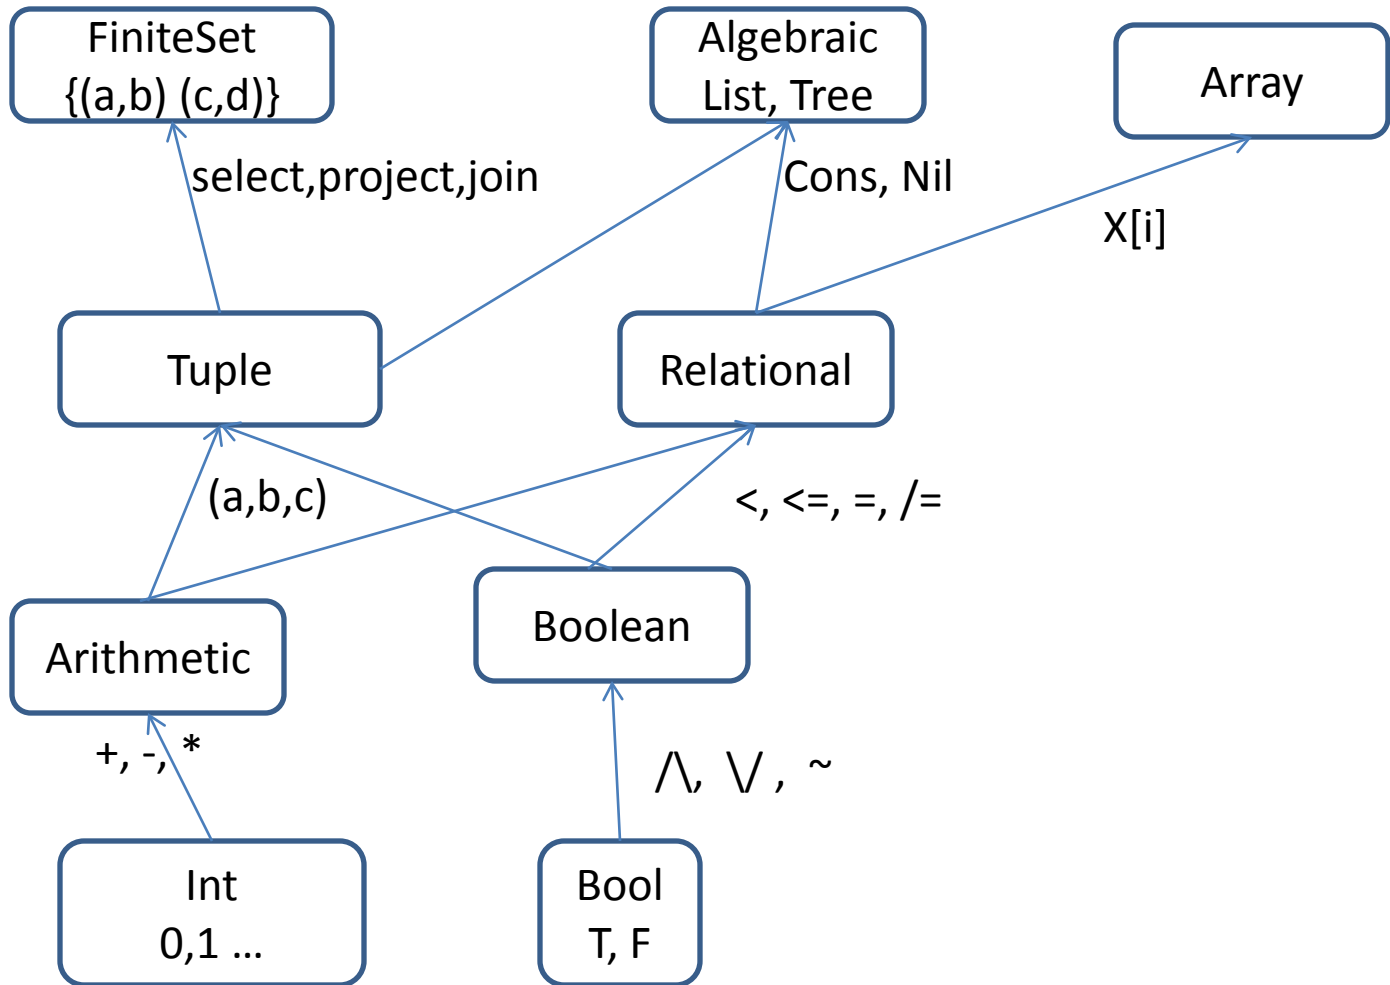 FiniteSet
{(a,b) (c,d)}
Algebraic
List, Tree
Array
select,project,join
Cons, Nil
X[i]
Tuple
Relational
(a,b,c)
<, <=, =, /=
Boolean
Arithmetic
+, -, *
/\, \/ , ~
Int
0,1 …
Bool
T, F